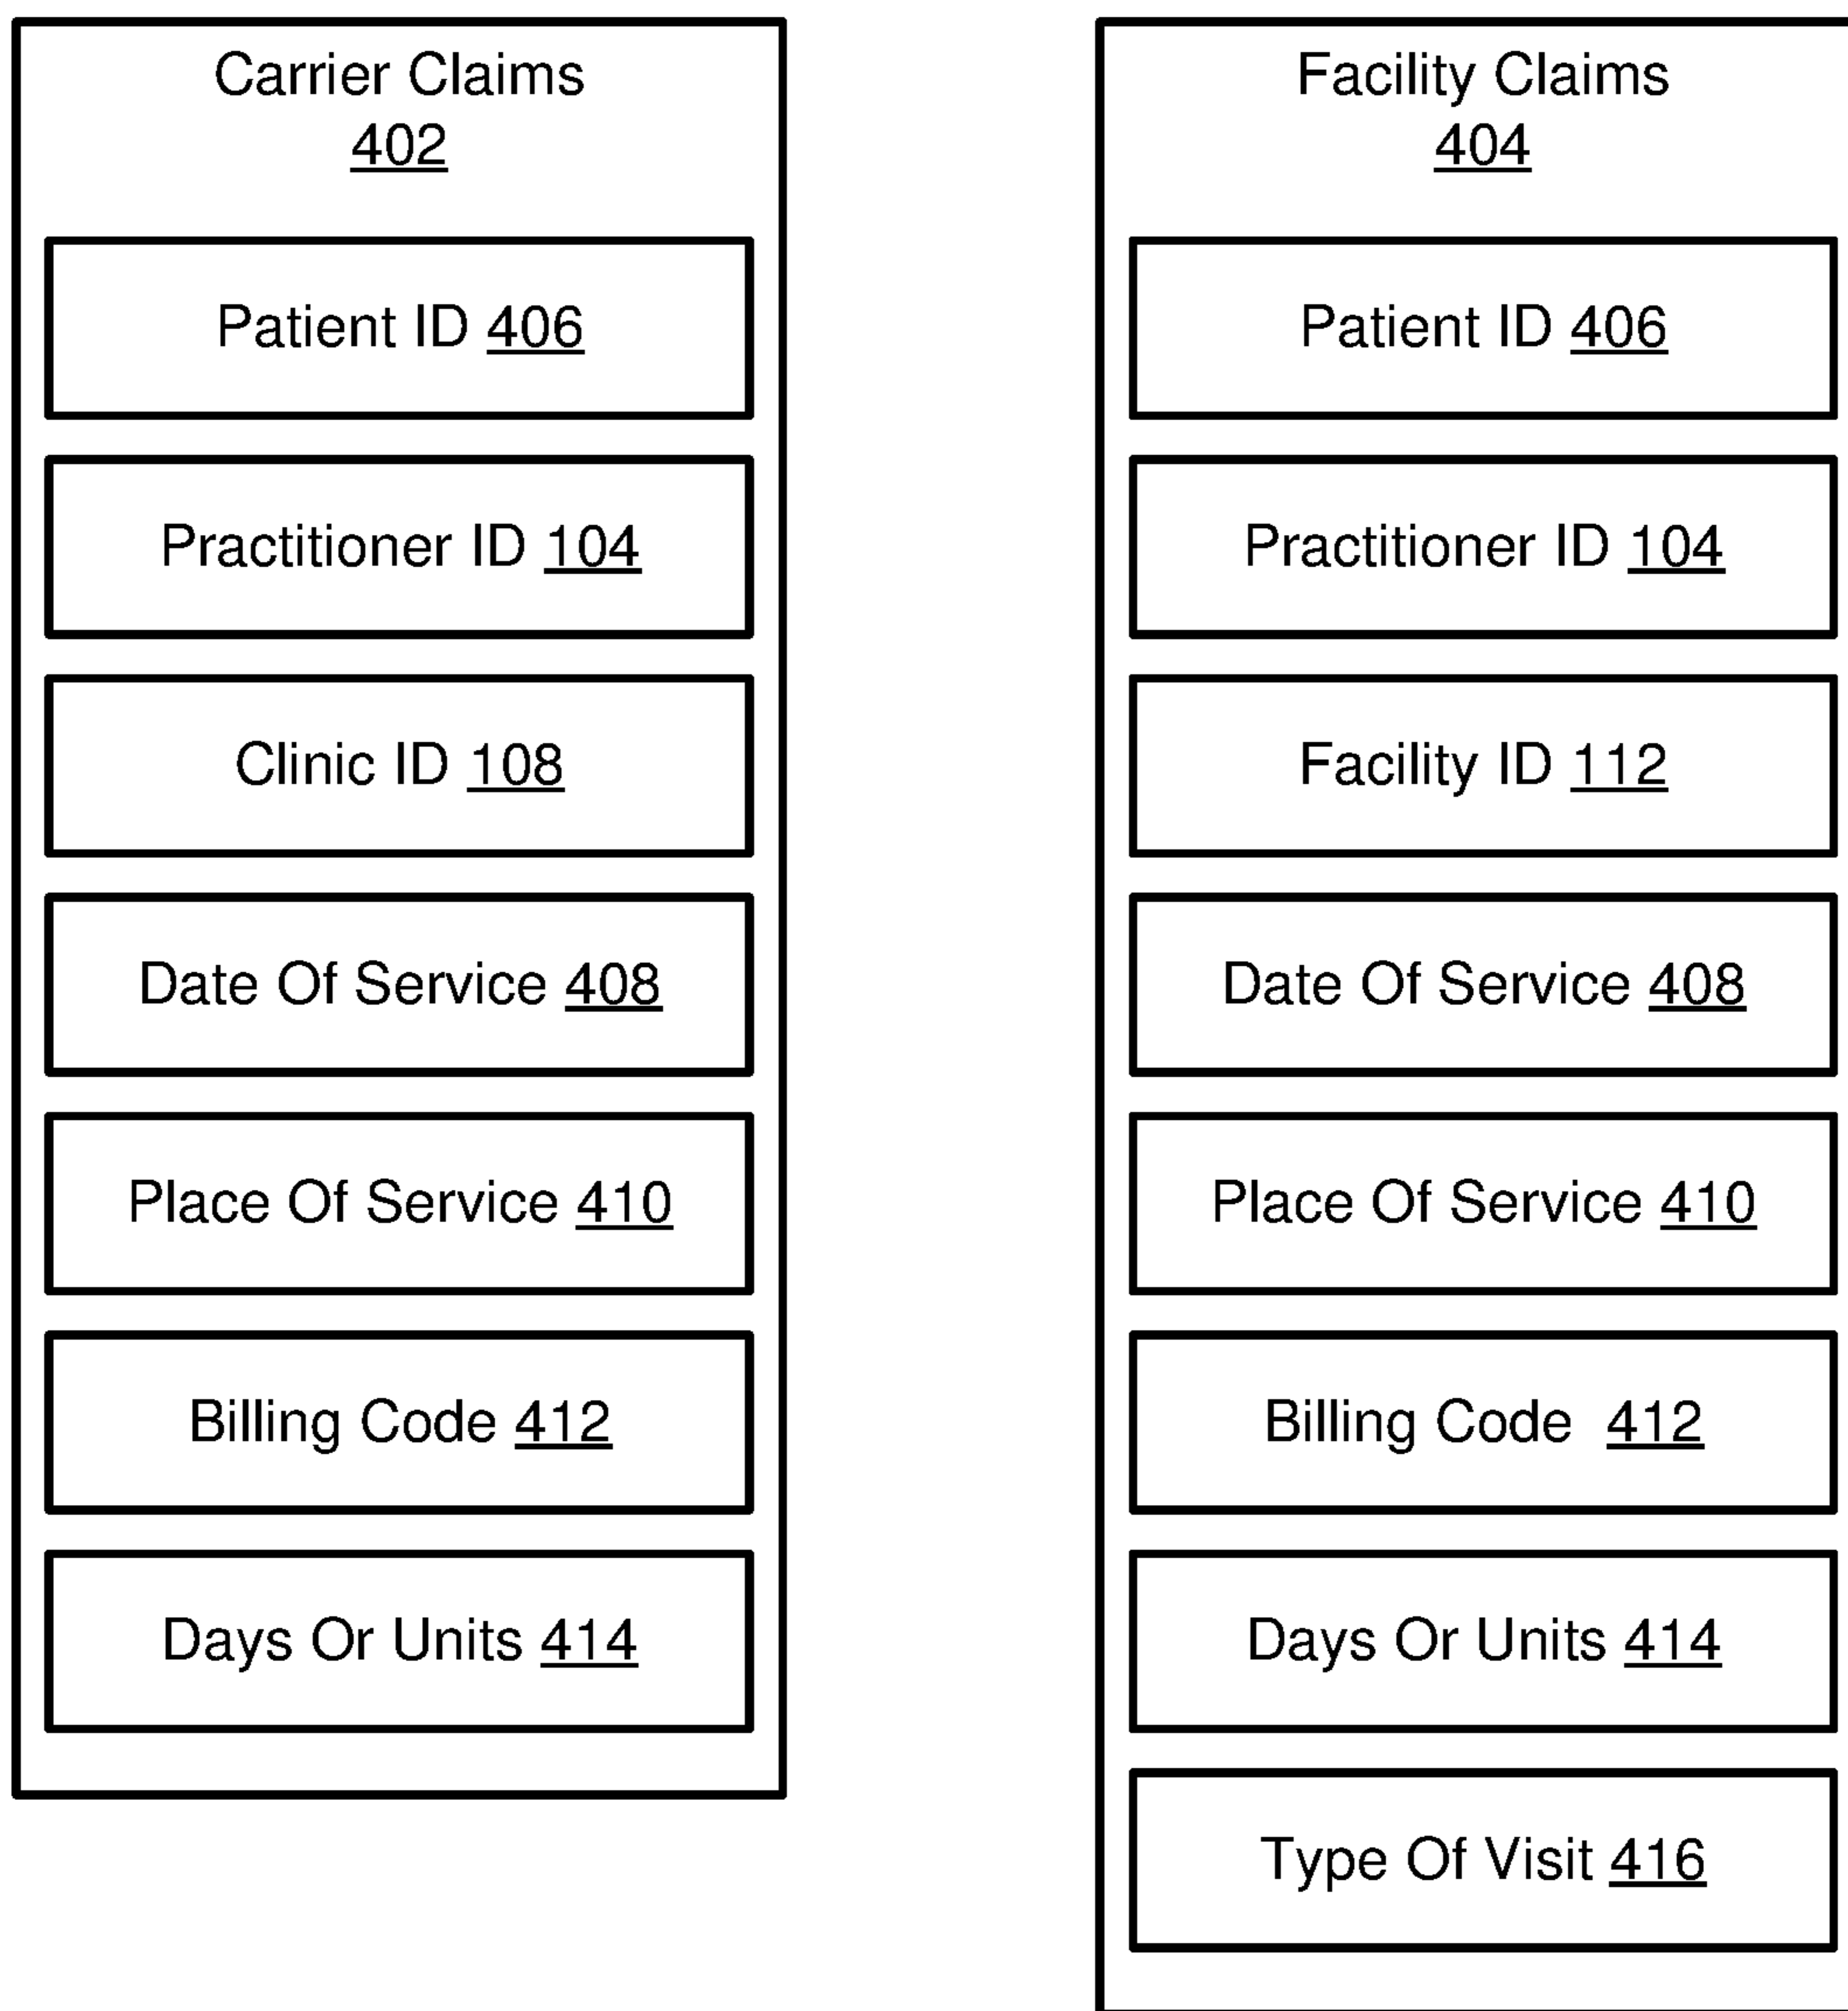 Carrier Claims
402
Patient ID 406
Practitioner ID 104
Clinic ID 108
Date Of Service 408
Place Of Service 410
Billing Code 412
Days Or Units 414
Facility Claims
404
Patient ID 406
Practitioner ID 104
Facility ID 112
Date Of Service 408
Place Of Service 410
Billing Code 412
Days Or Units 414
Type Of Visit 416